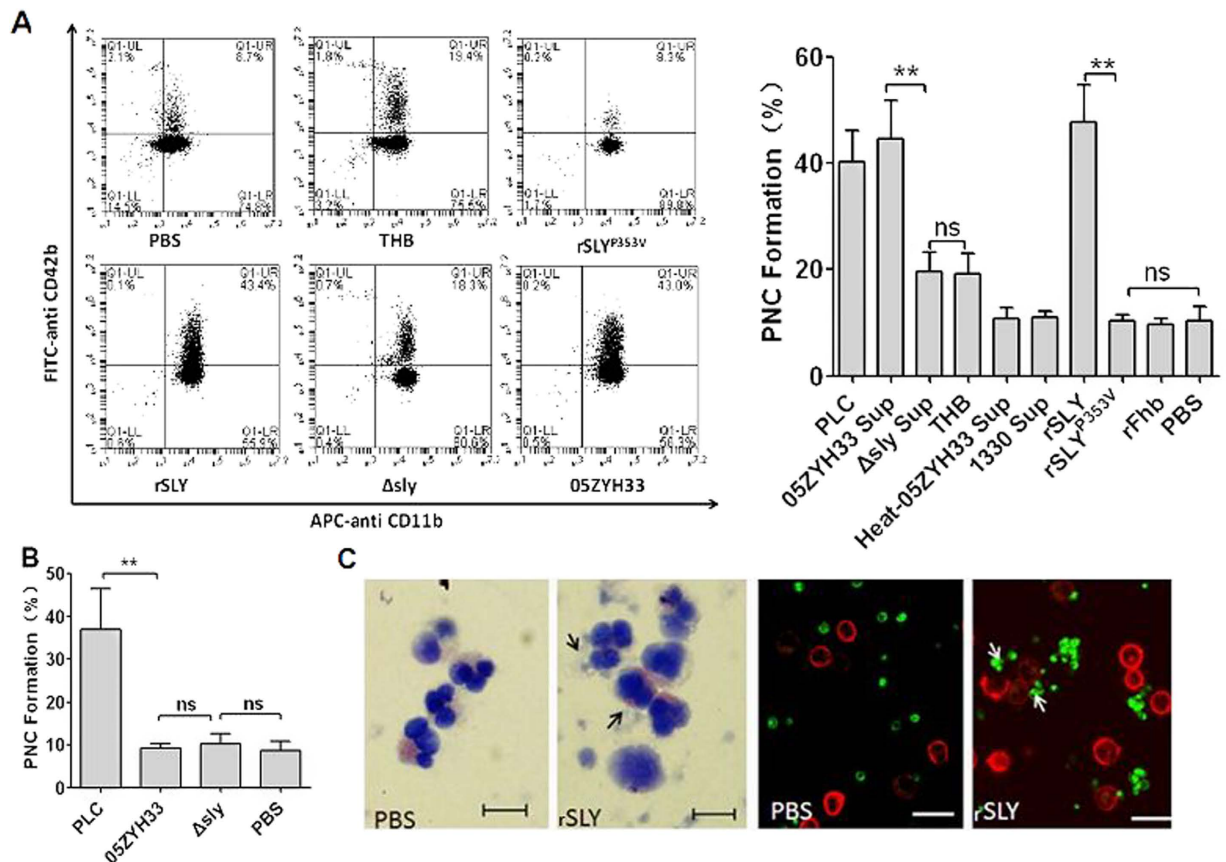 A
Q1-UL Q1-UR
2.1% 8.7%
Q1-LL Q1-LR
14.5% 74.8%
PBS
Q1-UL Q1-UR
1.8% 19.4%
Q1-LL Q1-LR
3.2% 75.5%
THB
Q1-UL Q1-UR
0.2% 8.3%
Q1-LL Q1-LR
1.7% 89.8%
rSLYP353V
Q1-UL Q1-UR
0.1% 43.4%
Q1-LL Q1-LR
0.6% 55.9%
rSLY
Q1-UL Q1-UR
0.7% 18.3%
Q1-LL Q1-LR
0.4% 80.6%
Δsly
Q1-UL Q1-UR
0.2% 43.0%
Q1-LL Q1-LR
0.5% 56.3%
05ZYH33
FITC-anti CD42b
APC-anti CD11b
PNC Formation (%)
60
40
20
0
** ** ns ns
PLC
05ZYH33 Sup
Δsly Sup
THB
Heat-05ZYH33 Sup
1330 Sup
rSLY
rSLYP353V
rFhb
PBS
B
PNC Formation (%)
50
40
30
20
10
0
** ns ns
PLC
05ZYH33
Δsly
PBS
C
PBS
rSLY
PBS
rSLY